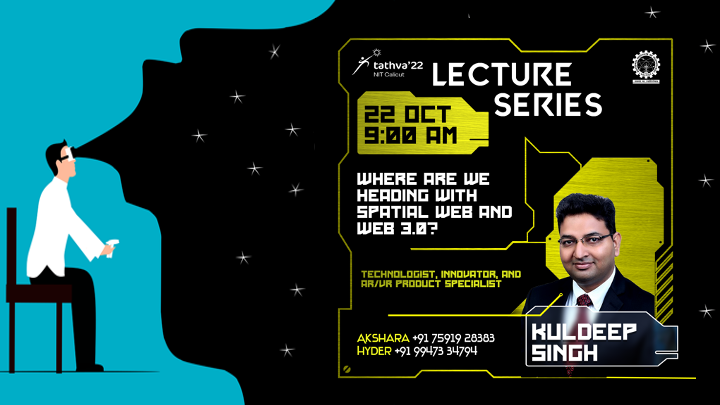 tathva'22
NIT Calicut
LECTURE
SERIES
22 OCT
9:00 AM
WHERE ARE WE
HEADING WITH
SPATIAL WEB AND
WEB 3.0?
TECHNOLOGIST, INNOVATOR, AND
AR/VR PRODUCT SPECIALIST
AKSHARA +91 75919 28383
HYDER +91 99473 34794
KULDEEP
SINGH